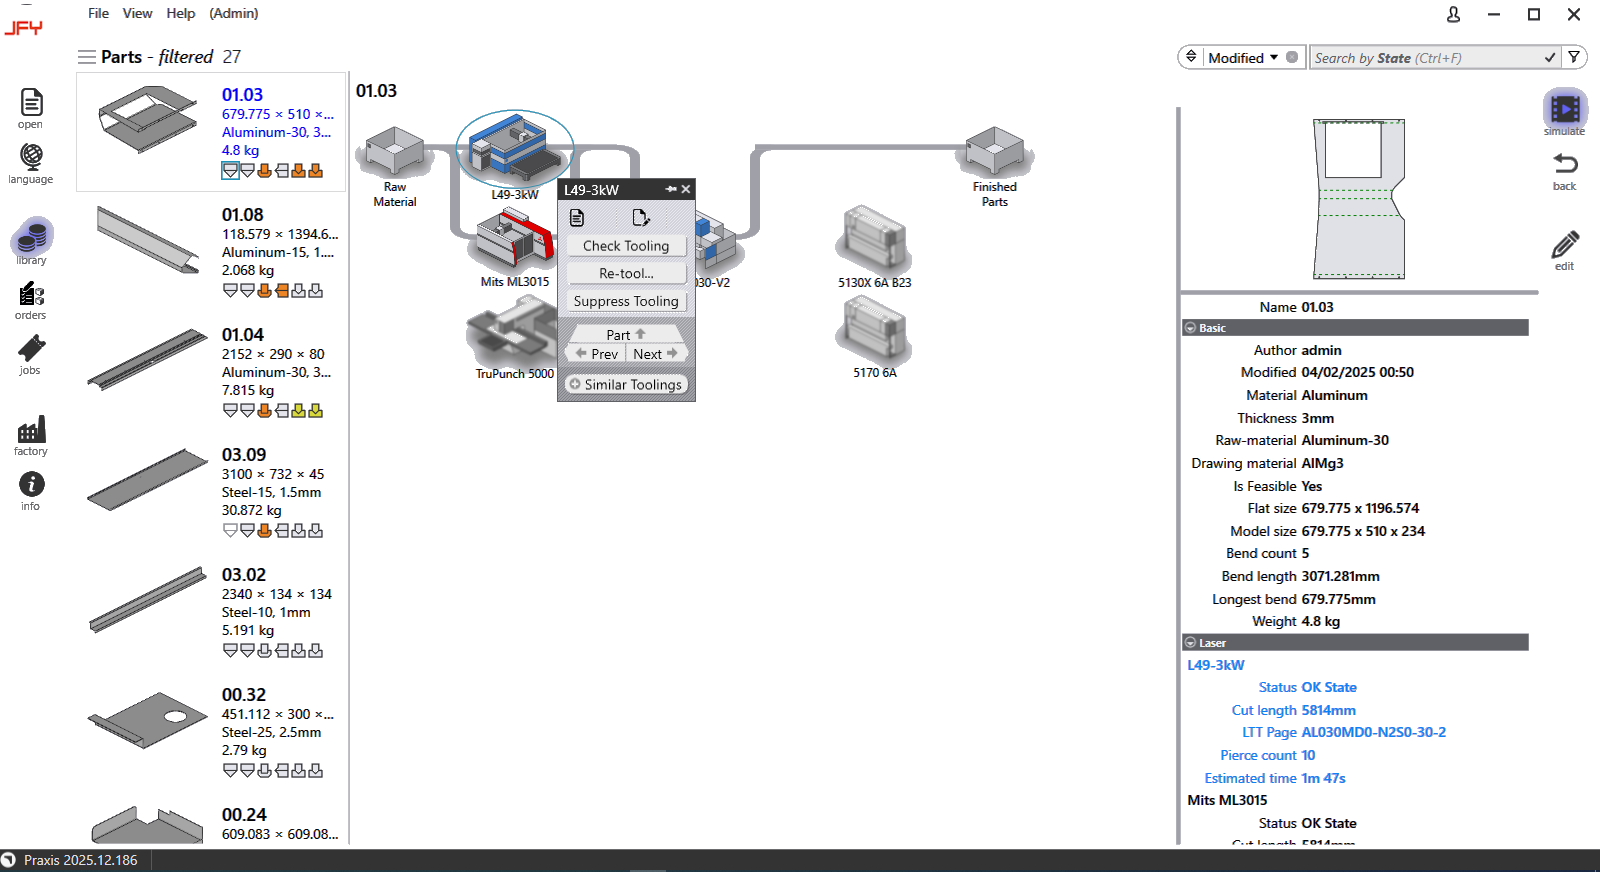 JFY
File View Help (Admin)
Parts - filtered 27
Modified
Search by State (Ctrl+F)
open
language
library
orders
jobs
factory
info
01.03
679.775 × 510 ×...
Aluminum-30, 3...
4.8 kg
01.08
118.579 × 1394.6...
Aluminum-15, 1....
2.068 kg
01.04
2152 × 290 × 80
Aluminum-30, 3...
7.815 kg
03.09
3100 × 732 × 45
Steel-15, 1.5mm
30.872 kg
03.02
2340 × 134 × 134
Steel-10, 1mm
5.191 kg
00.32
451.112 × 300 ×...
Steel-25, 2.5mm
2.79 kg
00.24
609.083 × 609.08...
01.03
Raw
Material
L49-3kW
Mits ML3015
TruPunch 5000
030-V2
5130X 6A B23
5170 6A
Finished
Parts
L49-3kW
Check Tooling
Re-tool...
Suppress Tooling
Part
Prev Next
Similar Toolings
simulate
back
edit
Name 01.03
Basic
Author admin
Modified 04/02/2025 00:50
Material Aluminum
Thickness 3mm
Raw-material Aluminum-30
Drawing material AlMg3
Is Feasible Yes
Flat size 679.775 x 1196.574
Model size 679.775 x 510 x 234
Bend count 5
Bend length 3071.281mm
Longest bend 679.775mm
Weight 4.8 kg
Laser
L49-3kW
Status OK State
Cut length 5814mm
LTT Page AL030MD0-N2S0-30-2
Pierce count 10
Estimated time 1m 47s
Mits ML3015
Status OK State
Cut length 5814mm
Praxis 2025.12.186